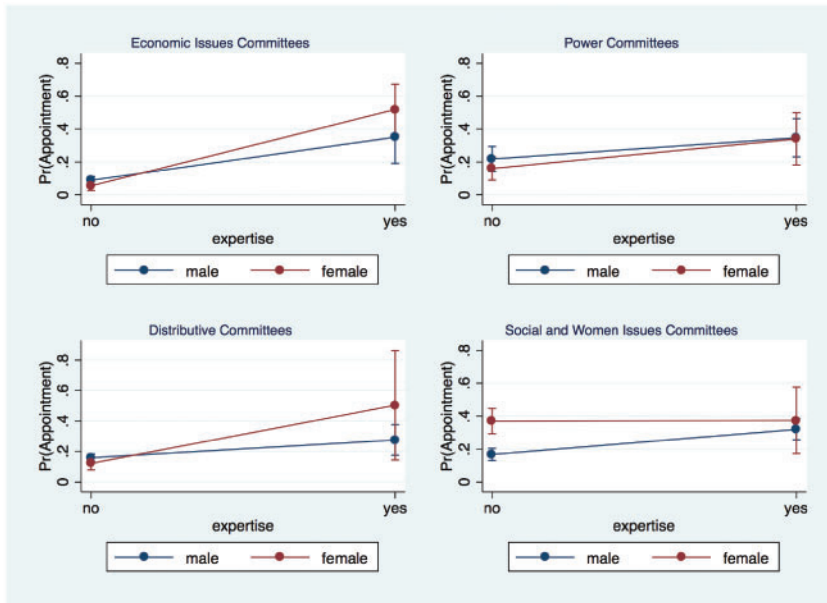 Economic Issues Committees
Pr(Appointment)
.8
.6
.4
.2
0
no
yes
expertise
male
female
Power Committees
Pr(Appointment)
.8
.6
.4
.2
0
no
yes
expertise
male
female
Distributive Committees
Pr(Appointment)
.8
.6
.4
.2
0
no
yes
expertise
male
female
Social and Women Issues Committees
Pr(Appointment)
.8
.6
.4
.2
0
no
yes
expertise
male
female